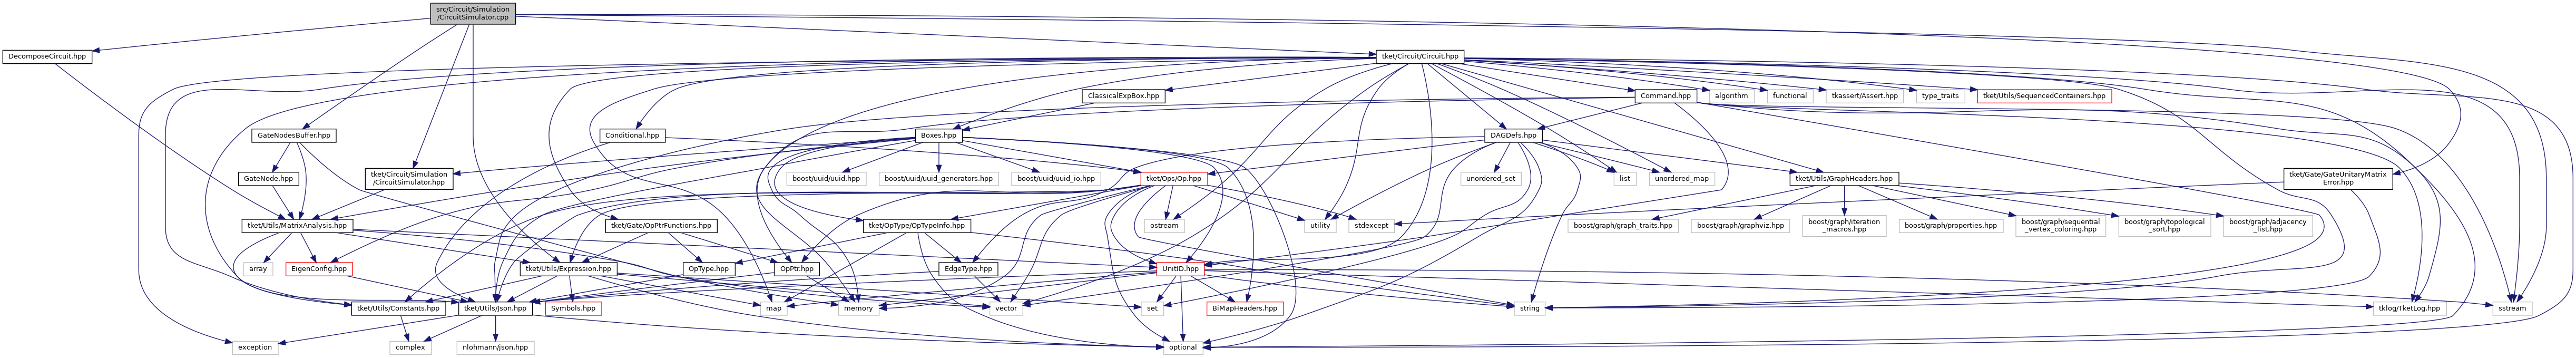 src/Circuit/Simulation
/CircuitSimulator.cpp
DecomposeCircuit.hpp
tket/Circuit/Circuit.hpp
ClassicalExpBox.hpp
Command.hpp
algorithm
functional
tkassert/Assert.hpp
type_traits
tket/Utils/SequencedContainers.hpp
GateNodesBuffer.hpp
Conditional.hpp
Boxes.hpp
DAGDefs.hpp
GateNode.hpp
tket/Circuit/Simulation
/CircuitSimulator.hpp
boost/uuid/uuid.hpp
boost/uuid/uuid_generators.hpp
boost/uuid/uuid_io.hpp
tket/Ops/Op.hpp
unordered_set
list
unordered_map
tket/Utils/GraphHeaders.hpp
tket/Gate/GateUnitaryMatrix
Error.hpp
tket/Utils/MatrixAnalysis.hpp
tket/Gate/OpPtrFunctions.hpp
tket/OpType/OpTypeInfo.hpp
ostream
utility
stdexcept
boost/graph/graph_traits.hpp
boost/graph/graphviz.hpp
boost/graph/iteration
_macros.hpp
boost/graph/properties.hpp
boost/graph/sequential
_vertex_coloring.hpp
boost/graph/topological
_sort.hpp
boost/graph/adjacency
_list.hpp
array
EigenConfig.hpp
tket/Utils/Expression.hpp
OpType.hpp
OpPtr.hpp
EdgeType.hpp
UnitID.hpp
tket/Utils/Constants.hpp
tket/Utils/Json.hpp
Symbols.hpp
map
memory
vector
set
BiMapHeaders.hpp
string
tklog/TketLog.hpp
sstream
exception
complex
nlohmann/json.hpp
optional